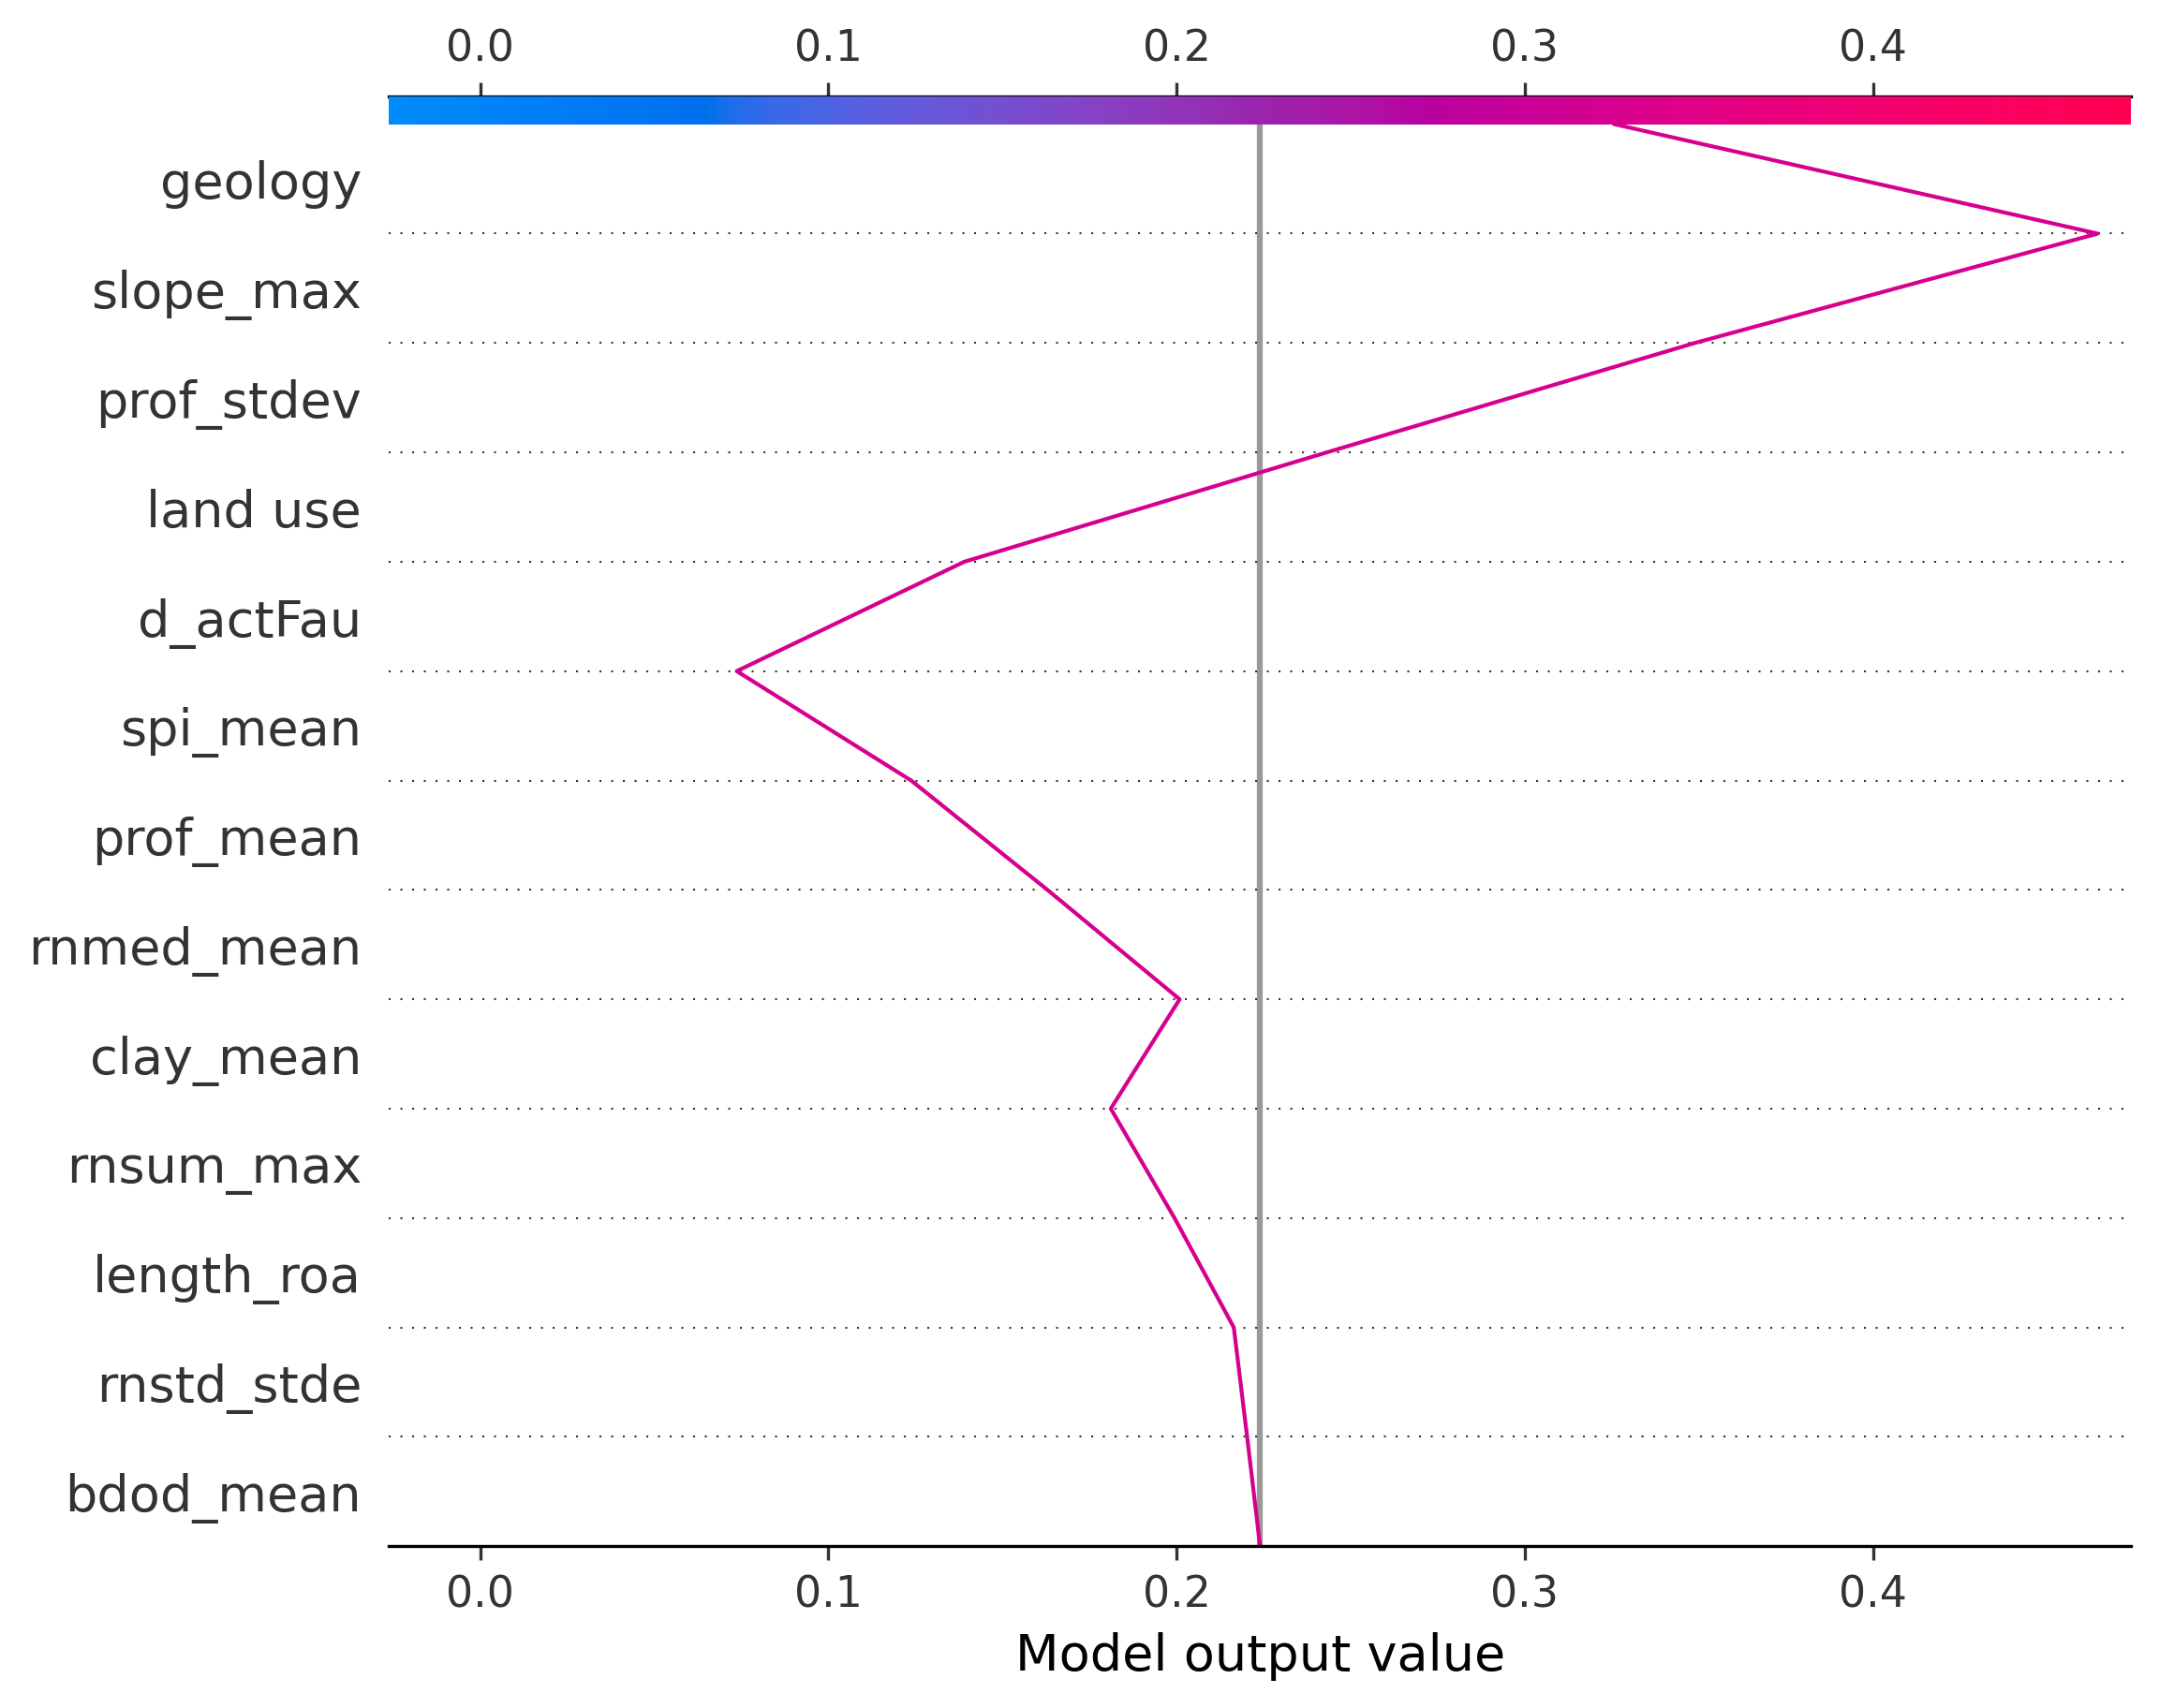 0.0 0.1 0.2 0.3 0.4
geology
slope_max
prof_stdev
land use
d_actFau
spi_mean
prof_mean
rnmed_mean
clay_mean
rnsum_max
length_roa
rnstd_stde
bdod_mean
0.0 0.1 0.2 0.3 0.4
Model output value